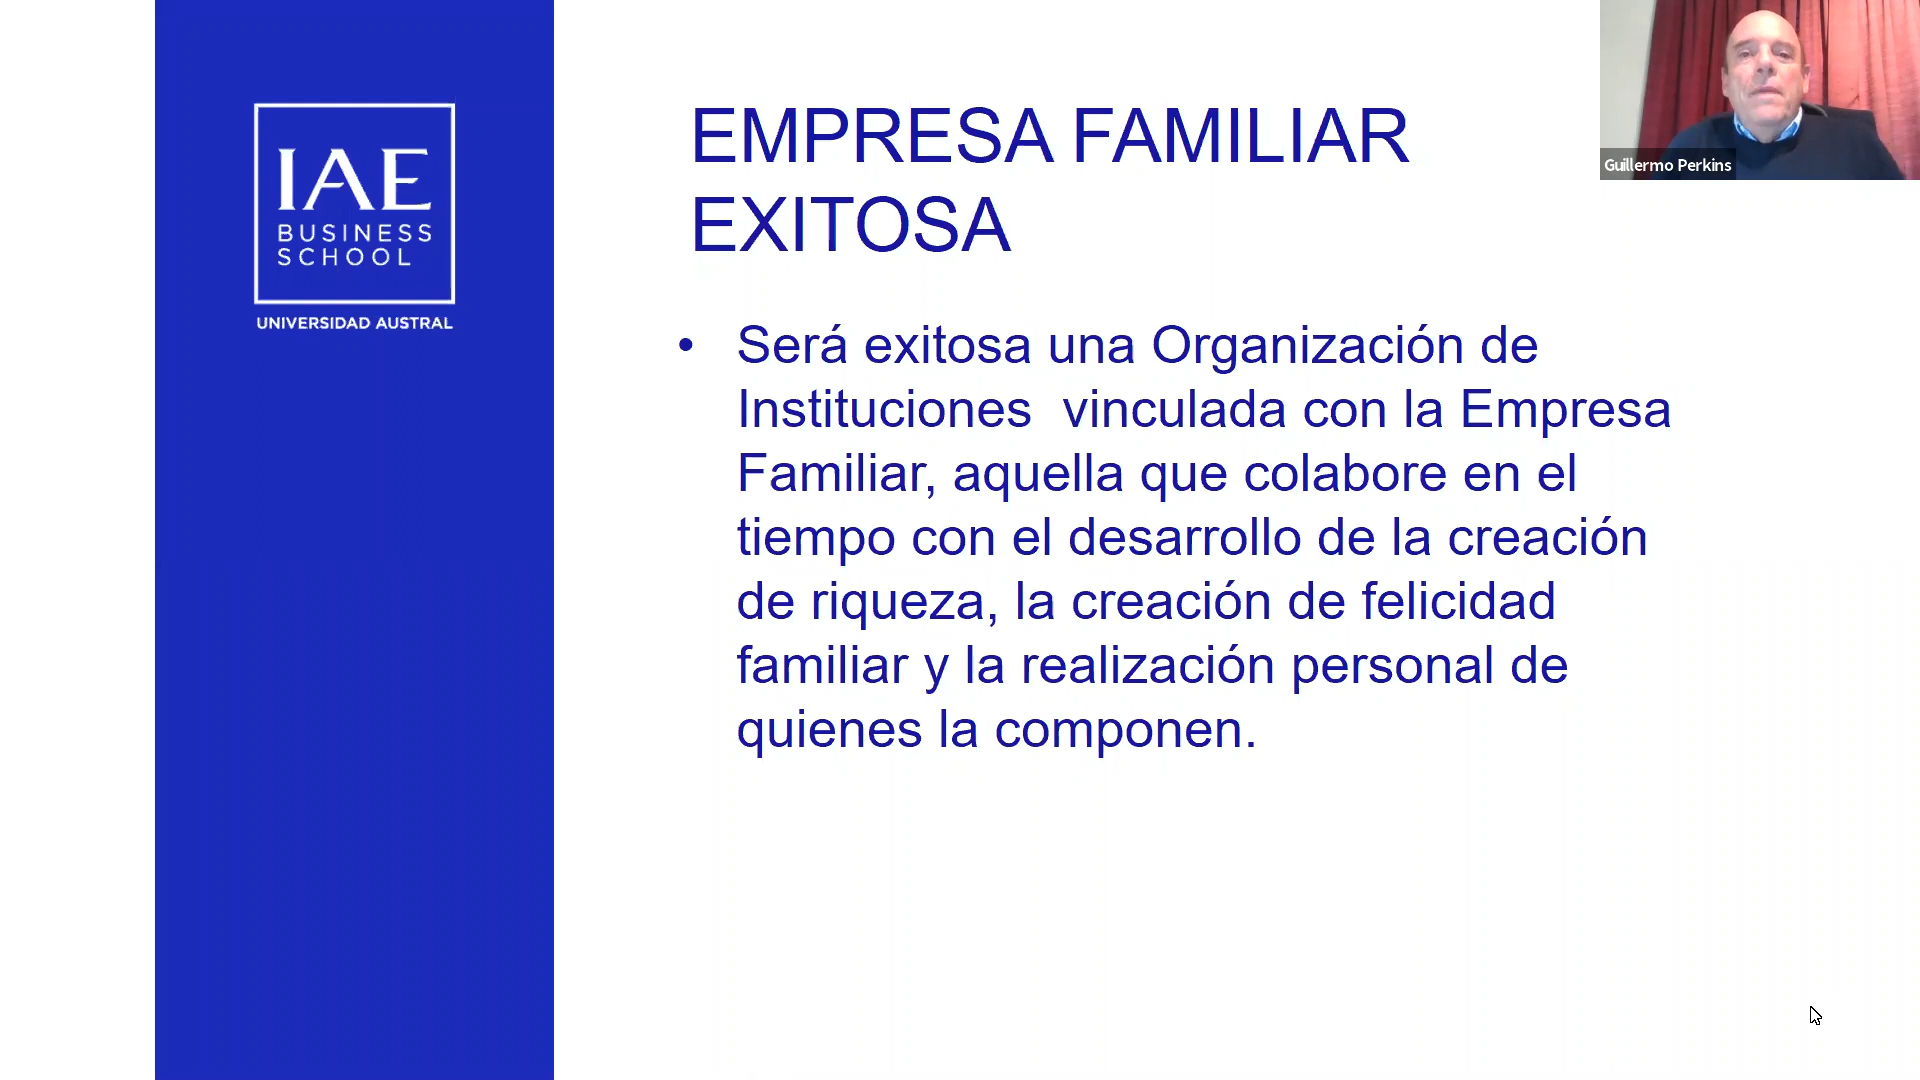 IAE
BUSINESS
SCHOOL
UNIVERSIDAD AUSTRAL
EMPRESA FAMILIAR
EXITOSA
• Será exitosa una Organización de
Instituciones  vinculada con la Empresa
Familiar, aquella que colabore en el
tiempo con el desarrollo de la creación
de riqueza, la creación de felicidad
familiar y la realización personal de
quienes la componen.
Guillermo Perkins